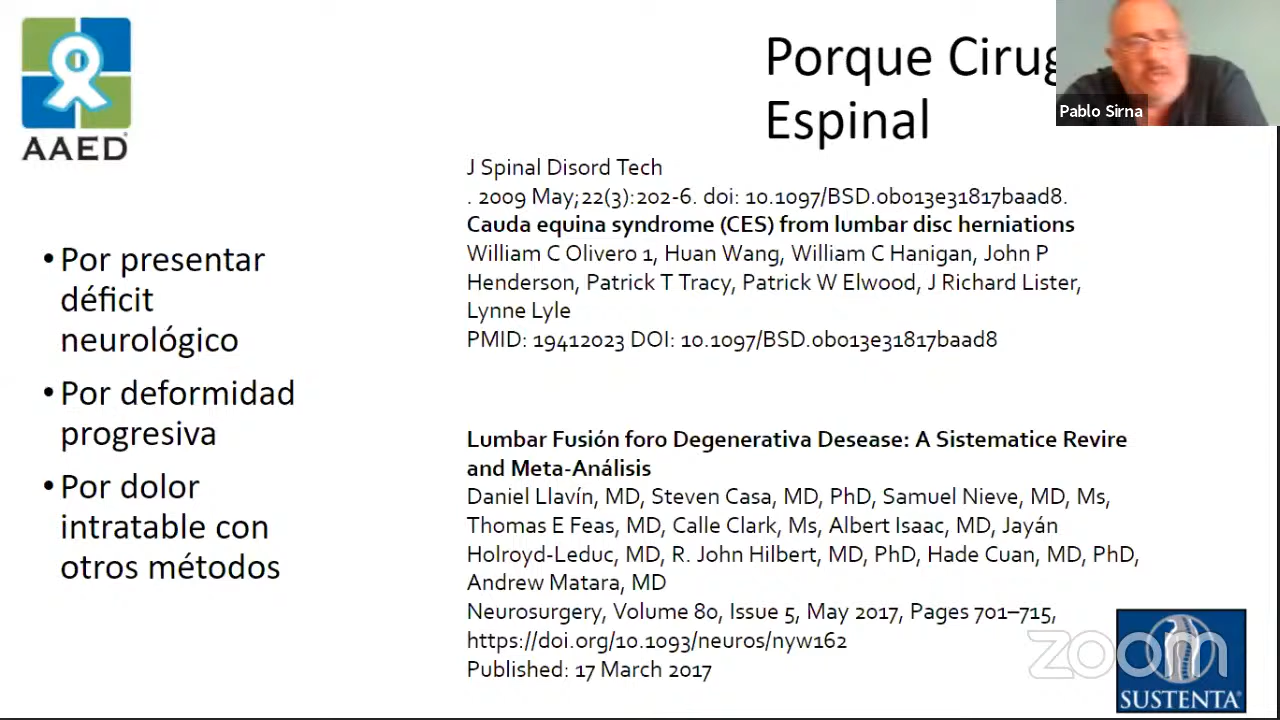 AAED
Porque Cirug
Espinal
Pablo Sirna
• Por presentar
déficit
neurológico
• Por deformidad
progresiva
• Por dolor
intratable con
otros métodos
J Spinal Disord Tech
. 2009 May;22(3):202-6. doi: 10.1097/BSD.0b013e31817baad8.
Cauda equina syndrome (CES) from lumbar disc herniations
William C Olivero 1, Huan Wang, William C Hanigan, John P
Henderson, Patrick T Tracy, Patrick W Elwood, J Richard Lister,
Lynne Lyle
PMID: 19412023 DOI: 10.1097/BSD.0b013e31817baad8
Lumbar Fusión foro Degenerativa Desease: A Sistematice Revire
and Meta-Análisis
Daniel Llavín, MD, Steven Casa, MD, PhD, Samuel Nieve, MD, Ms,
Thomas E Feas, MD, Calle Clark, Ms, Albert Isaac, MD, Jayán
Holroyd-Leduc, MD, R. John Hilbert, MD, PhD, Hade Cuan, MD, PhD,
Andrew Matara, MD
Neurosurgery, Volume 80, Issue 5, May 2017, Pages 701–715,
https://doi.org/10.1093/neuros/nyw162
Published: 17 March 2017
zoom
SUSTENTA